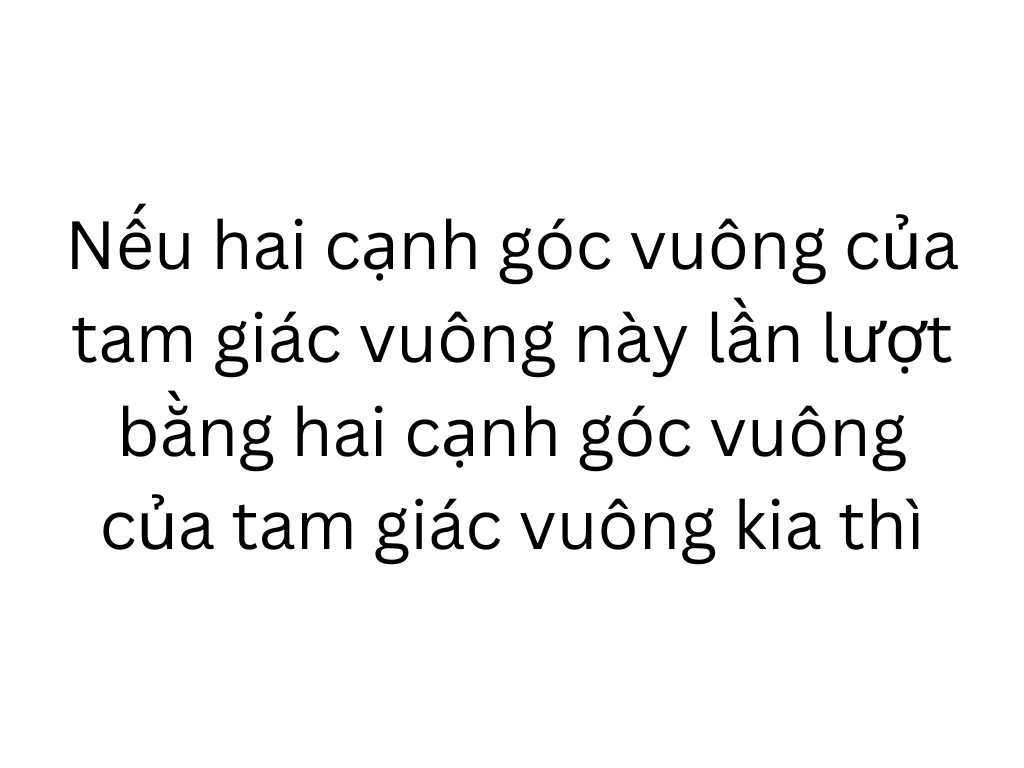 Nếu hai cạnh góc vuông của
tam giác vuông này lần lượt
bằng hai cạnh góc vuông
của tam giác vuông kia thì